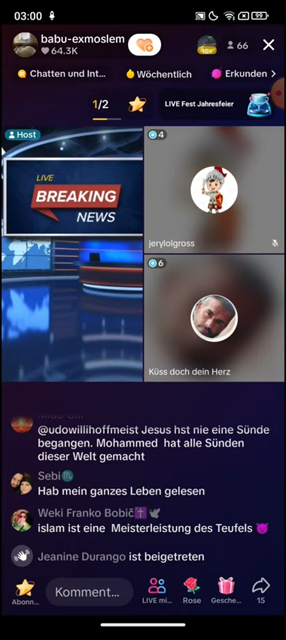 03:00
99
babu-exmoslem
64.3K
66
Chatten und Int...
Wöchentlich
Erkunden
1/2
LIVE Fest Jahresfeier
Host
LIVE
BREAKING
NEWS
4
jerylolgross
6
Küss doch dein Herz
@udowillihoffmeist Jesus hst nie eine Sünde
begangen. Mohammed hat alle Sünden
dieser Welt gemacht
Sebi♏
Hab mein ganzes Leben gelesen
Weki Franko Bobič✝️🕊
islam ist eine Meisterleistung des Teufels 😈
Jeanine Durango ist beigetreten
Komment...
Abonn...
LIVE mi...
Rose
Gesche...
15